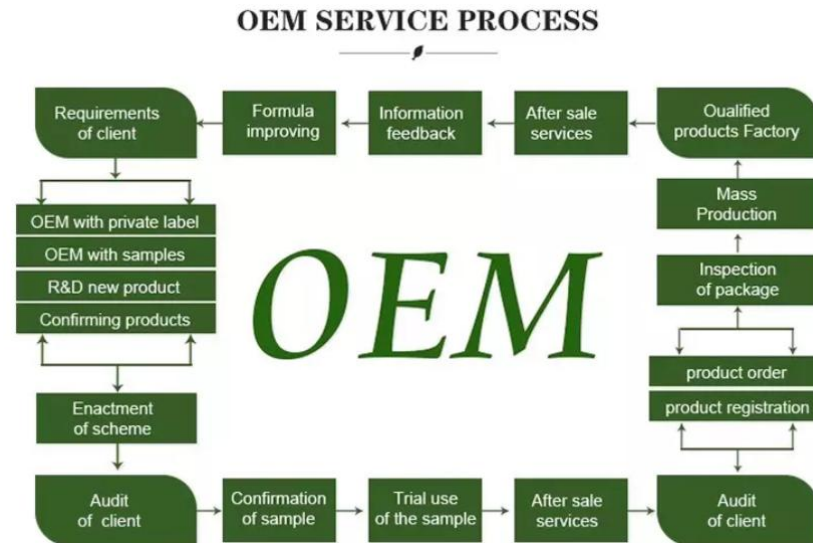 OEM SERVICE PROCESS
Requirements
of client
Formula
improving
Information
feedback
After sale
services
Oualified
products Factory
OEM with private label
OEM with samples
R&D new product
Confirming products
Enactment
of scheme
Audit
of client
Confirmation
of sample
Trial use
of the sample
After sale
services
Audit
of client
product registration
product order
Inspection
of package
Mass
Production
OEM